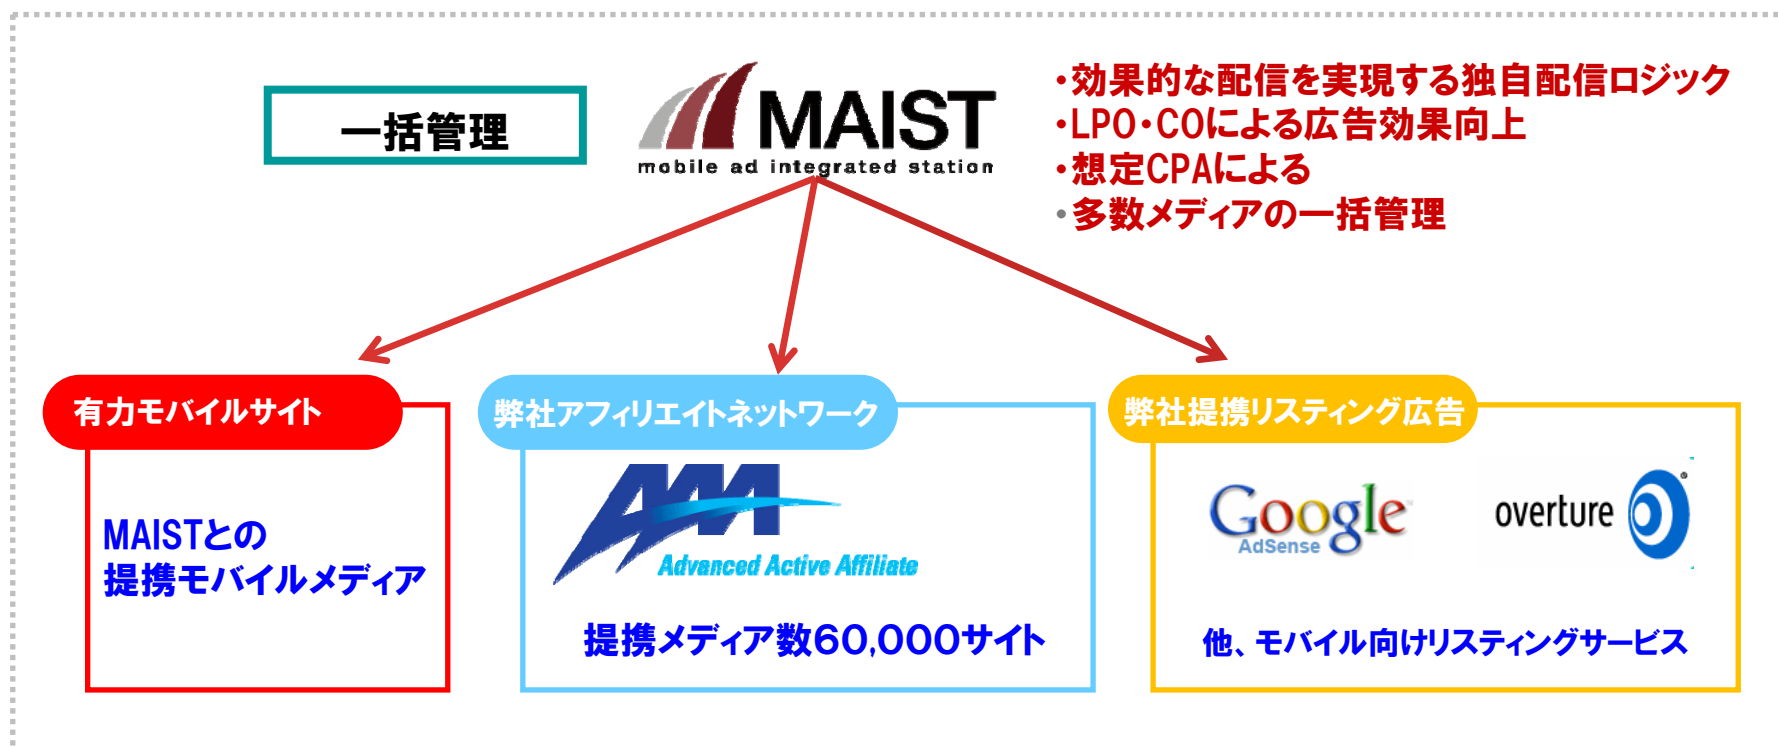 一括管理
MAIST
mobile ad integrated station
・効果的な配信を実現する独自配信ロジック
・LPO・COによる広告効果向上
・想定CPAによる
・多数メディアの一括管理
有力モバイルサイト
MAISTとの
提携モバイルメディア
弊社アフィリエイトネットワーク
AAA
Advanced Active Affiliate
提携メディア数60,000サイト
弊社提携リスティング広告
Google™
AdSense
overture®
他、モバイル向けリスティングサービス